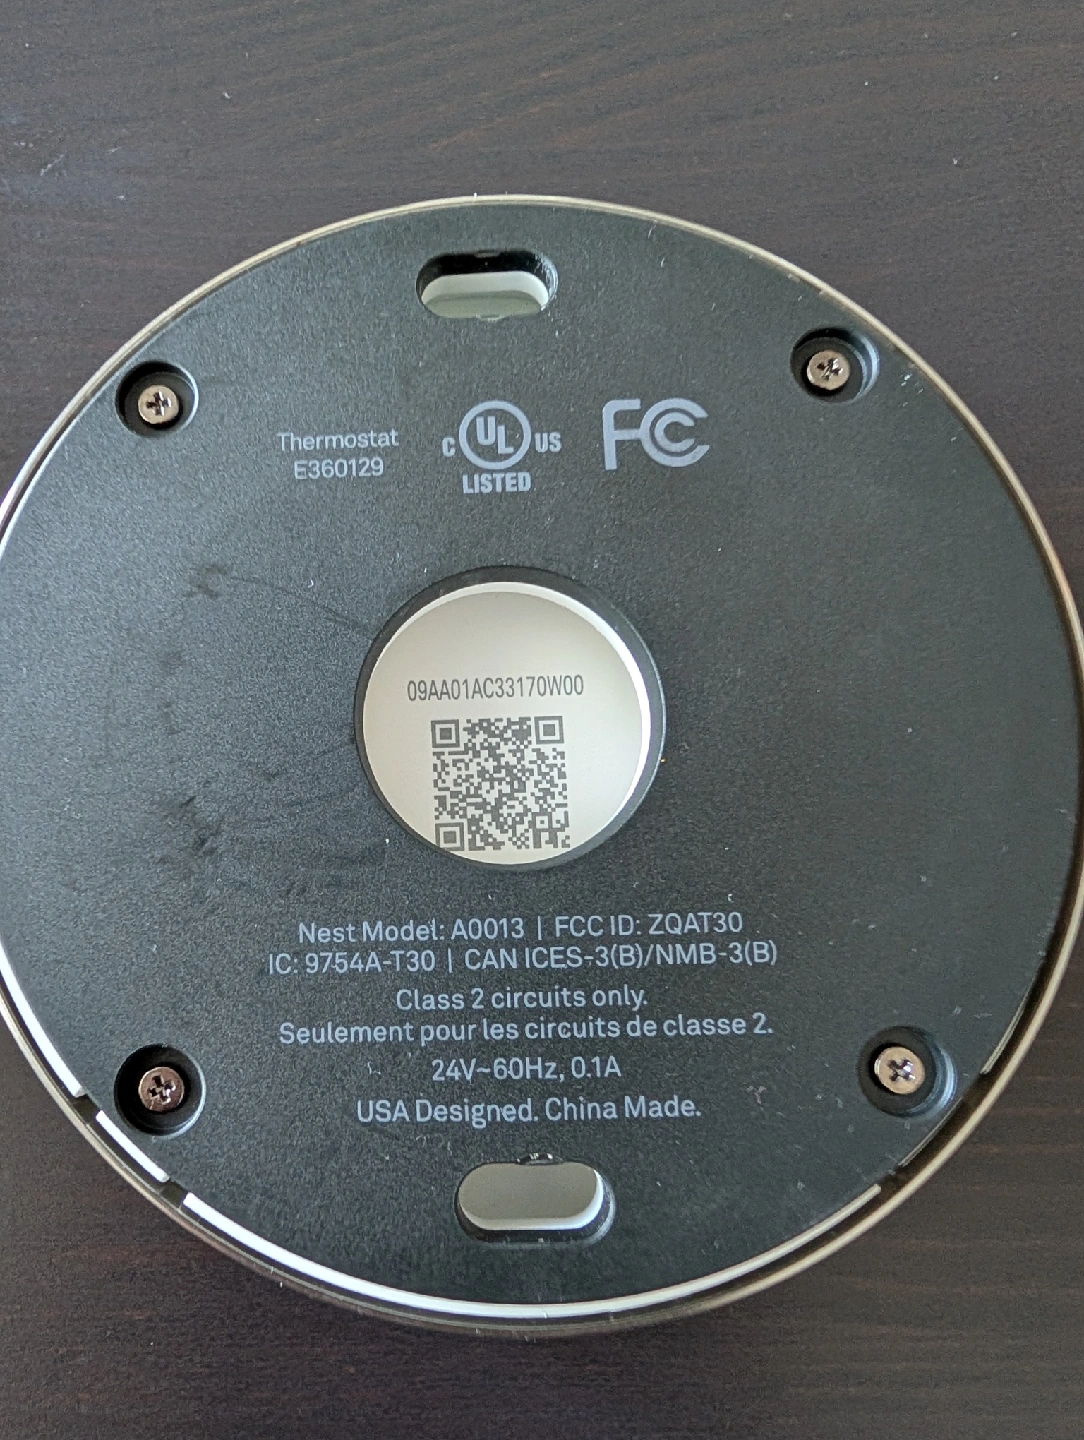 Thermostat
E360129
C UL US
LISTED
FCC
09AA01AC33170W00
Nest Model: A0013 | FCC ID: ZQAT30
IC: 9754A-T30 | CAN ICES-3(B)/NMB-3(B)
Class 2 circuits only.
Seulement pour les circuits de classe 2.
24V~60Hz, 0.1A
USA Designed. China Made.